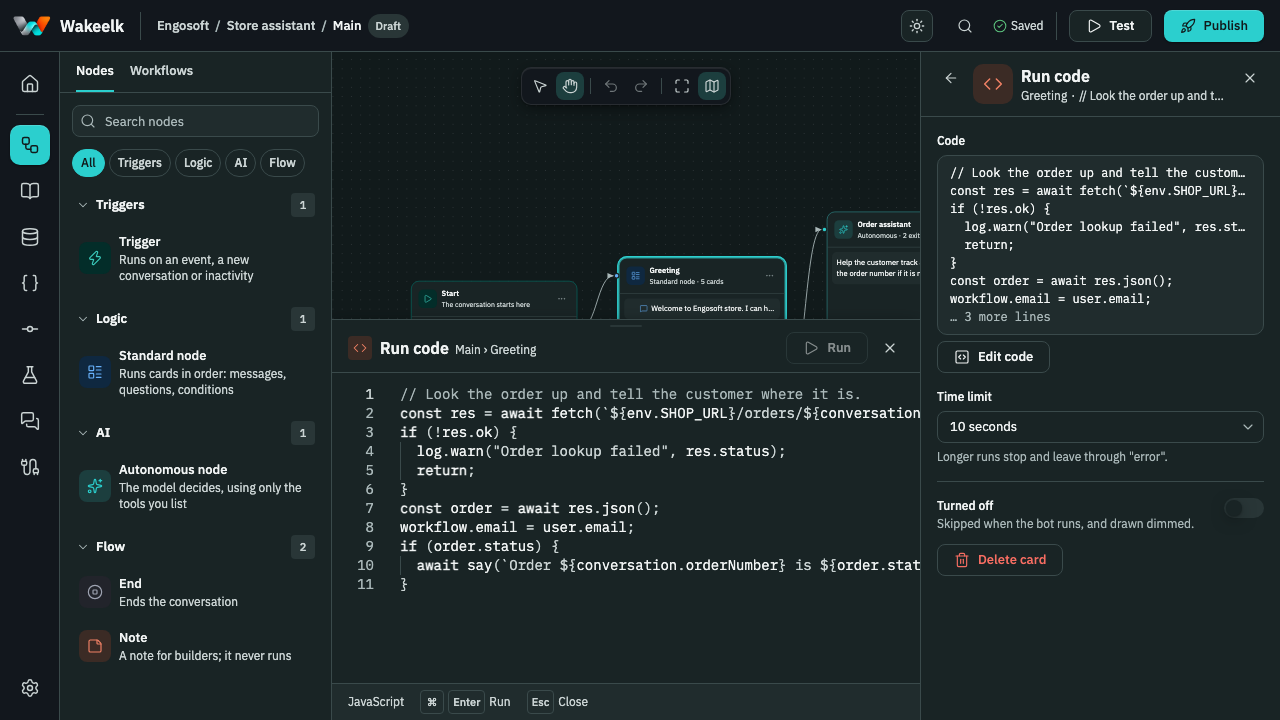 Wakeelk
Engosoft / Store assistant / Main Draft
Saved
Test
Publish
Nodes Workflows
Search nodes
All Triggers Logic AI Flow
Triggers 1
Trigger
Runs on an event, a new
conversation or inactivity
Logic 1
Standard node
Runs cards in order: messages,
questions, conditions
AI 1
Autonomous node
The model decides, using only the
tools you list
Flow 2
End
Ends the conversation
Note
A note for builders; it never runs
Start
The conversation starts here
Greeting
Standard node · 5 cards
Welcome to Engosoft store. I can h...
Order assistant
Autonomous · 2 exit
Help the customer track
the order number if it is
Run code Main › Greeting
Run
1 // Look the order up and tell the customer where it is.
2 const res = await fetch(`${env.SHOP_URL}/orders/${conversation
3 if (!res.ok) {
4 log.warn("Order lookup failed", res.status);
5 return;
6 }
7 const order = await res.json();
8 workflow.email = user.email;
9 if (order.status) {
10 await say(`Order ${conversation.orderNumber} is ${order.stat
11 }
JavaScript ⌘ Enter Run Esc Close
Run code
Greeting · // Look the order up and t...
Code
// Look the order up and tell the custom…
const res = await fetch(`${env.SHOP_URL}…
if (!res.ok) {
log.warn("Order lookup failed", res.st…
return;
}
const order = await res.json();
workflow.email = user.email;
… 3 more lines
Edit code
Time limit
10 seconds
Longer runs stop and leave through "error".
Turned off
Skipped when the bot runs, and drawn dimmed.
Delete card